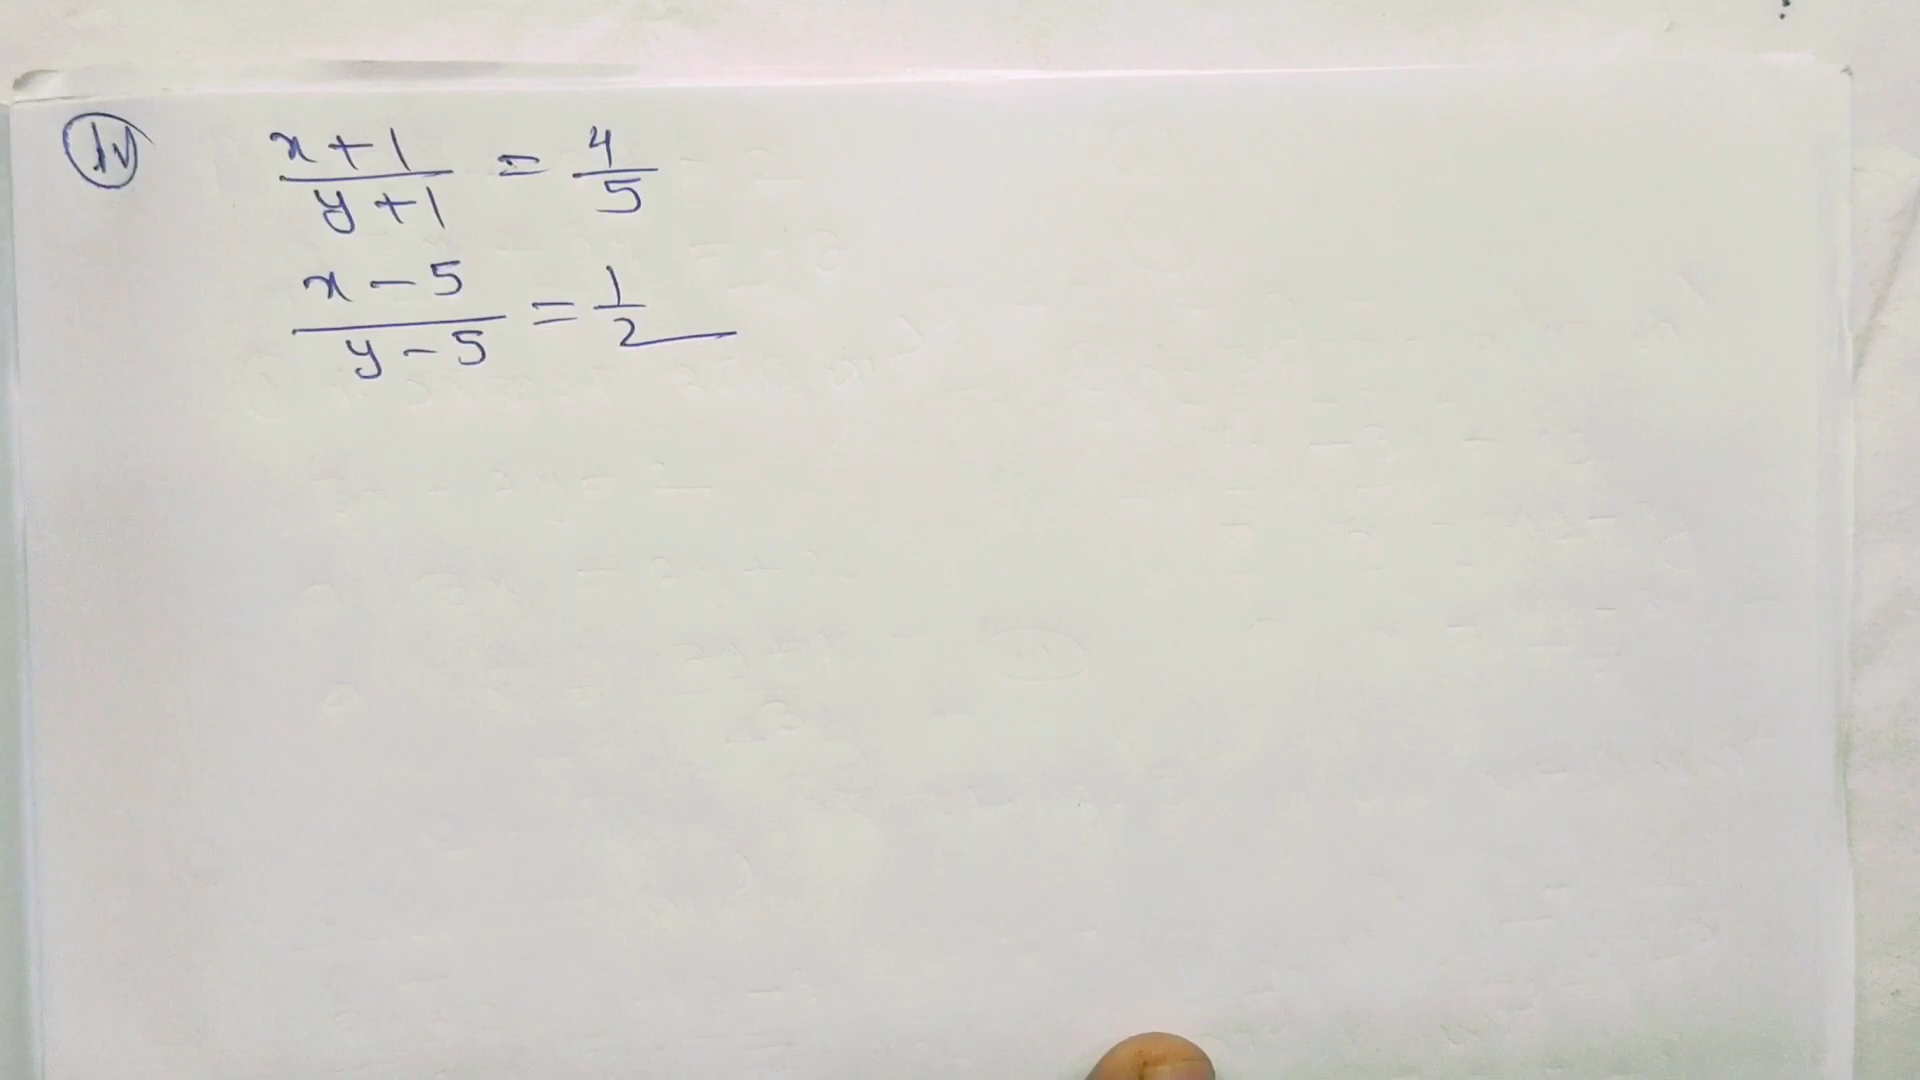 (iv) x+1/y+1 = 4/5
x-5/y-5 = 1/2